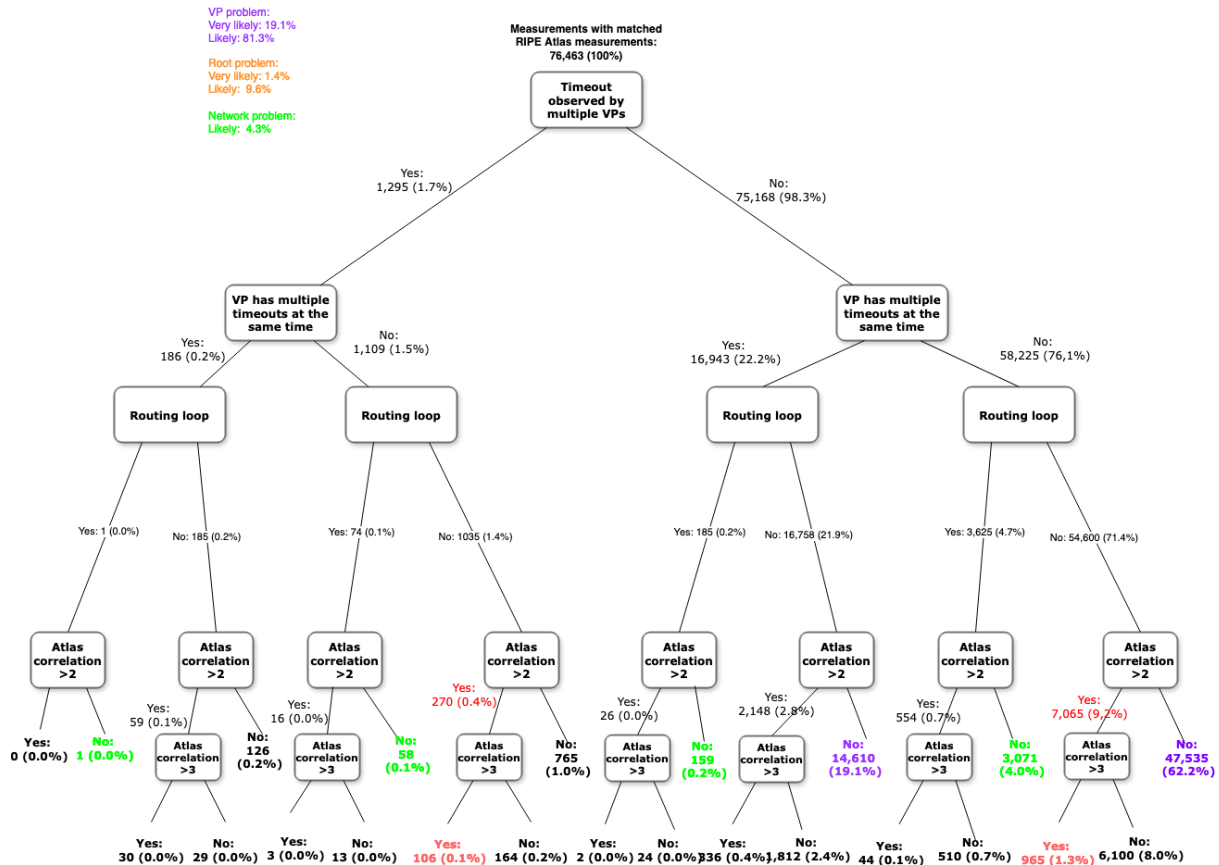 VP problem:
Very likely: 19.1%
Likely: 81.3%
Root problem:
Very likely: 1.4%
Likely: 9.6%
Network problem:
Likely: 4.3%
Measurements with matched
RIPE Atlas measurements:
76,463 (100%)
Timeout
observed by
multiple VPs
Yes:
1,295 (1.7%)
No:
75,168 (98.3%)
VP has multiple
timeouts at the
same time
VP has multiple
timeouts at the
same time
Yes:
186 (0.2%)
No:
1,109 (1.5%)
Yes:
16,943 (22.2%)
No:
58,225 (76,1%)
Routing loop
Routing loop
Routing loop
Routing loop
Yes: 1 (0.0%)
No: 185 (0.2%)
Yes: 74 (0.1%)
No: 1035 (1.4%)
Yes: 185 (0.2%)
No: 16,758 (21.9%)
Yes: 3,625 (4.7%)
No: 54,600 (71.4%)
Atlas
correlation
>2
Atlas
correlation
>2
Atlas
correlation
>2
Atlas
correlation
>2
Atlas
correlation
>2
Atlas
correlation
>2
Atlas
correlation
>2
Atlas
correlation
>2
Yes:
0 (0.0%)
No:
1 (0.0%)
Yes:
59 (0.1%)
No:
126
(0.2%)
Yes:
16 (0.0%)
No:
58
(0.1%)
Yes:
270 (0.4%)
No:
765
(1.0%)
Yes:
26 (0.0%)
No:
159
(0.2%)
Yes:
2,148 (2.8%)
No:
14,610
(19.1%)
Yes:
554 (0.7%)
No:
3,071
(4.0%)
Yes:
7,065 (9,2%)
No:
47,535
(62.2%)
Atlas
correlation
>3
Atlas
correlation
>3
Atlas
correlation
>3
Atlas
correlation
>3
Atlas
correlation
>3
Atlas
correlation
>3
Atlas
correlation
>3
Yes:
30 (0.0%)
No:
29 (0.0%)
Yes:
3 (0.0%)
No:
13 (0.0%)
Yes:
106 (0.1%)
No:
164 (0.2%)
Yes:
2 (0.0%)
No:
24 (0.0%)
Yes:
336 (0.4%)
No:
1,812 (2.4%)
Yes:
44 (0.1%)
No:
510 (0.7%)
Yes:
965 (1.3%)
No:
6,100 (8.0%)